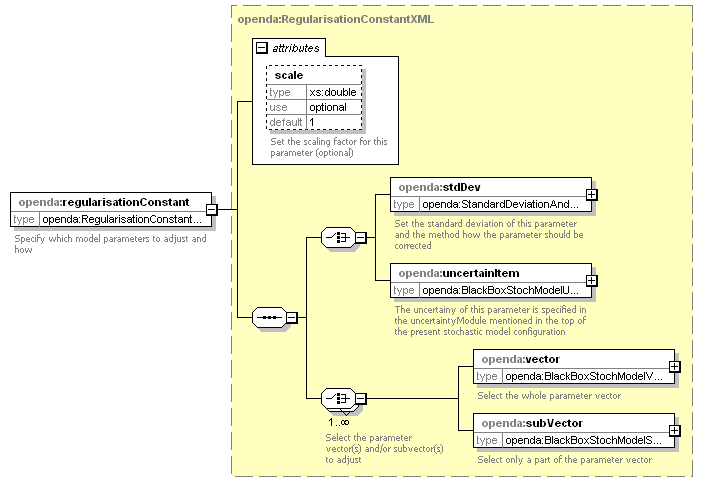 openda:RegularisationConstantXML
attributes
scale
type xs:double
use optional
default 1
Set the scaling factor for this
parameter (optional)
openda:regularisationConstant
type openda:RegularisationConstant...
Specify which model parameters to adjust and
how
openda:stdDev
type openda:StandardDeviationAnd...
Set the standard deviation of this parameter
and the method how the parameter should be
corrected
openda:uncertainItem
type openda:BlackBoxStochModelU...
The uncertainy of this parameter is specified in
the uncertaintyModule mentioned in the top of
the present stochastic model configuration
openda:vector
type openda:BlackBoxStochModelV...
Select the whole parameter vector
1..∞
Select the parameter
vector(s) and/or subvector(s)
to adjust
openda:subVector
type openda:BlackBoxStochModelS...
Select only a part of the parameter vector